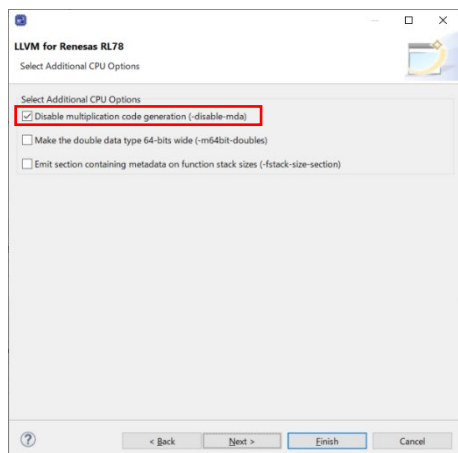 LLVM for Renesas RL78
Select Additional CPU Options
Select Additional CPU Options
Disable multiplication code generation (-disable-mda)
Make the double data type 64-bits wide (-m64bit-doubles)
Emit section containing metadata on function stack sizes (-fstack-size-section)
? < Back Next > Finish Cancel